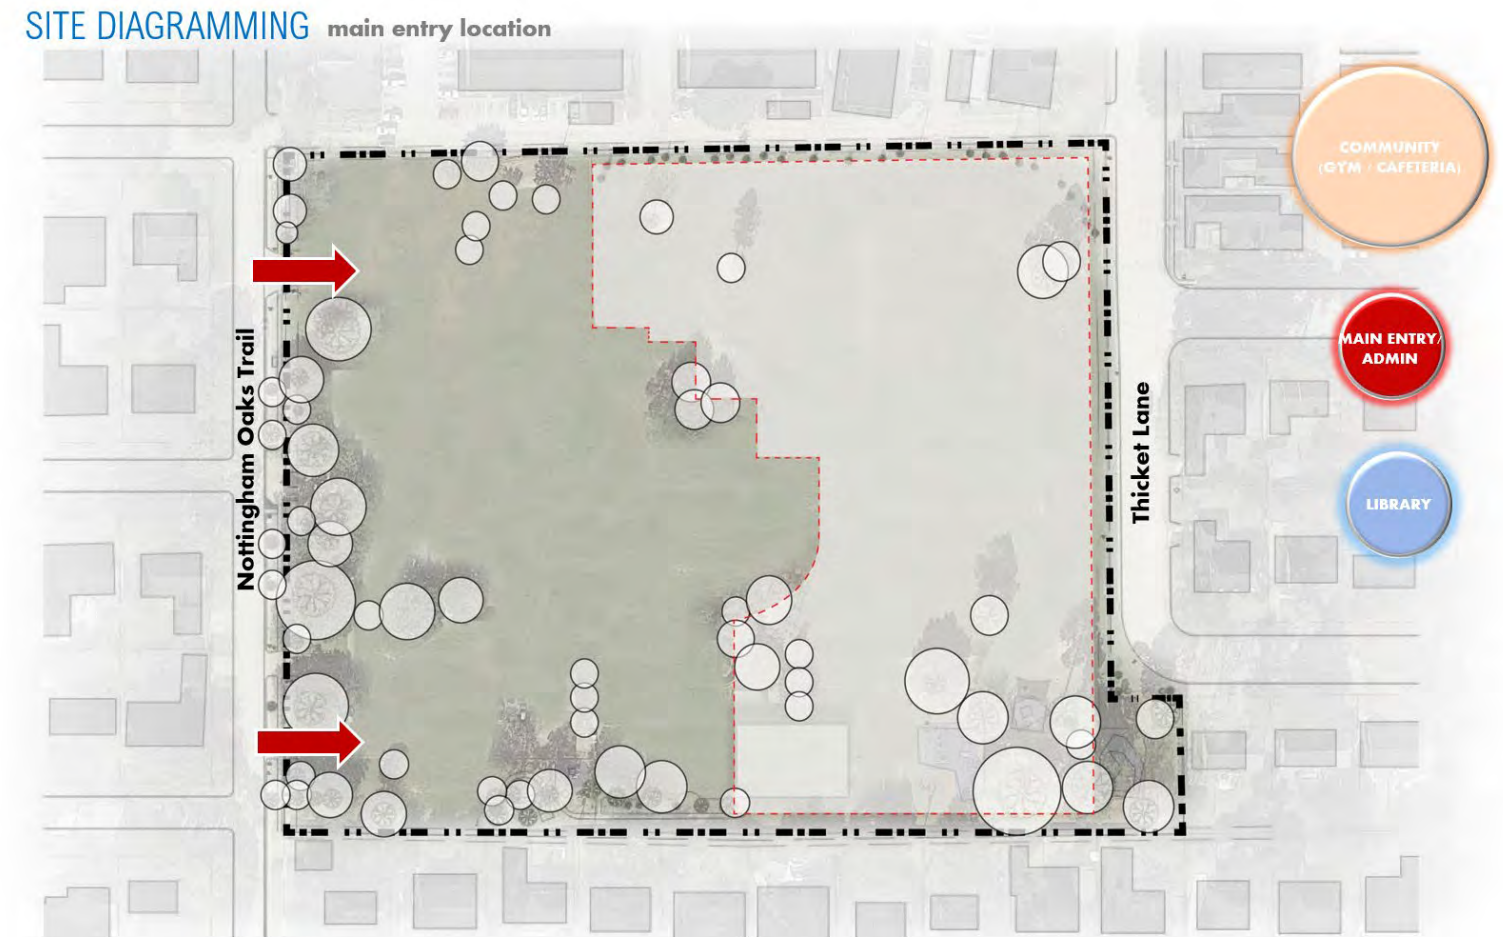 SITE DIAGRAMMING main entry location
COMMUNITY
(GYM / CAFETERIA)
MAIN ENTRY/
ADMIN
Nottingham Oaks Trail
Thicket Lane
LIBRARY